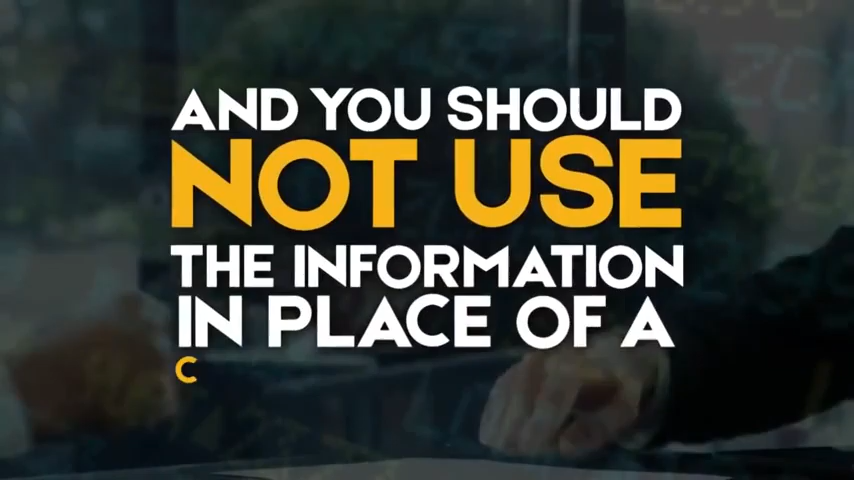 AND YOU SHOULD
NOT USE
THE INFORMATION
IN PLACE OF A
C